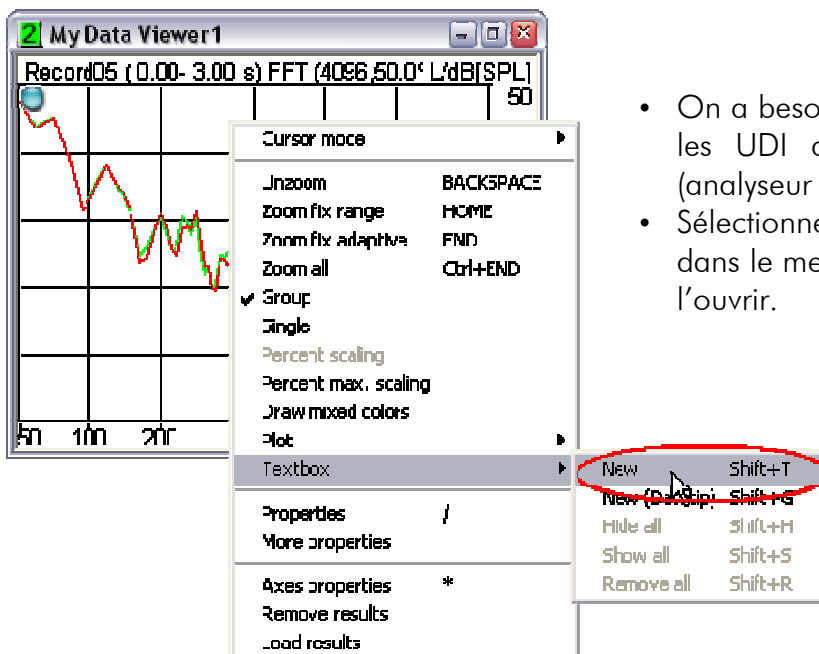 2 My Data Viewer1
Record05 ( 0.00- 3.00 s) FFT (4096,50.0% L/dB[SPL]
50
50 100 200
Cursor mode
Unzoom BACKSPACE
Zoom fix range HOME
Zoom fix adaptive END
Zoom all Ctrl+END
Group
Single
Percent scaling
Percent max. scaling
Draw mixed colors
Plot
Textbox
Properties /
More properties
Axes properties *
Remove results
Load results
New Shift+T
New Shift+G
Hide all Shift+H
Show all Shift+S
Remove all Shift+R
• On a beso
les UDI
(analyseur
• Sélectionne
dans le me
l'ouvrir.